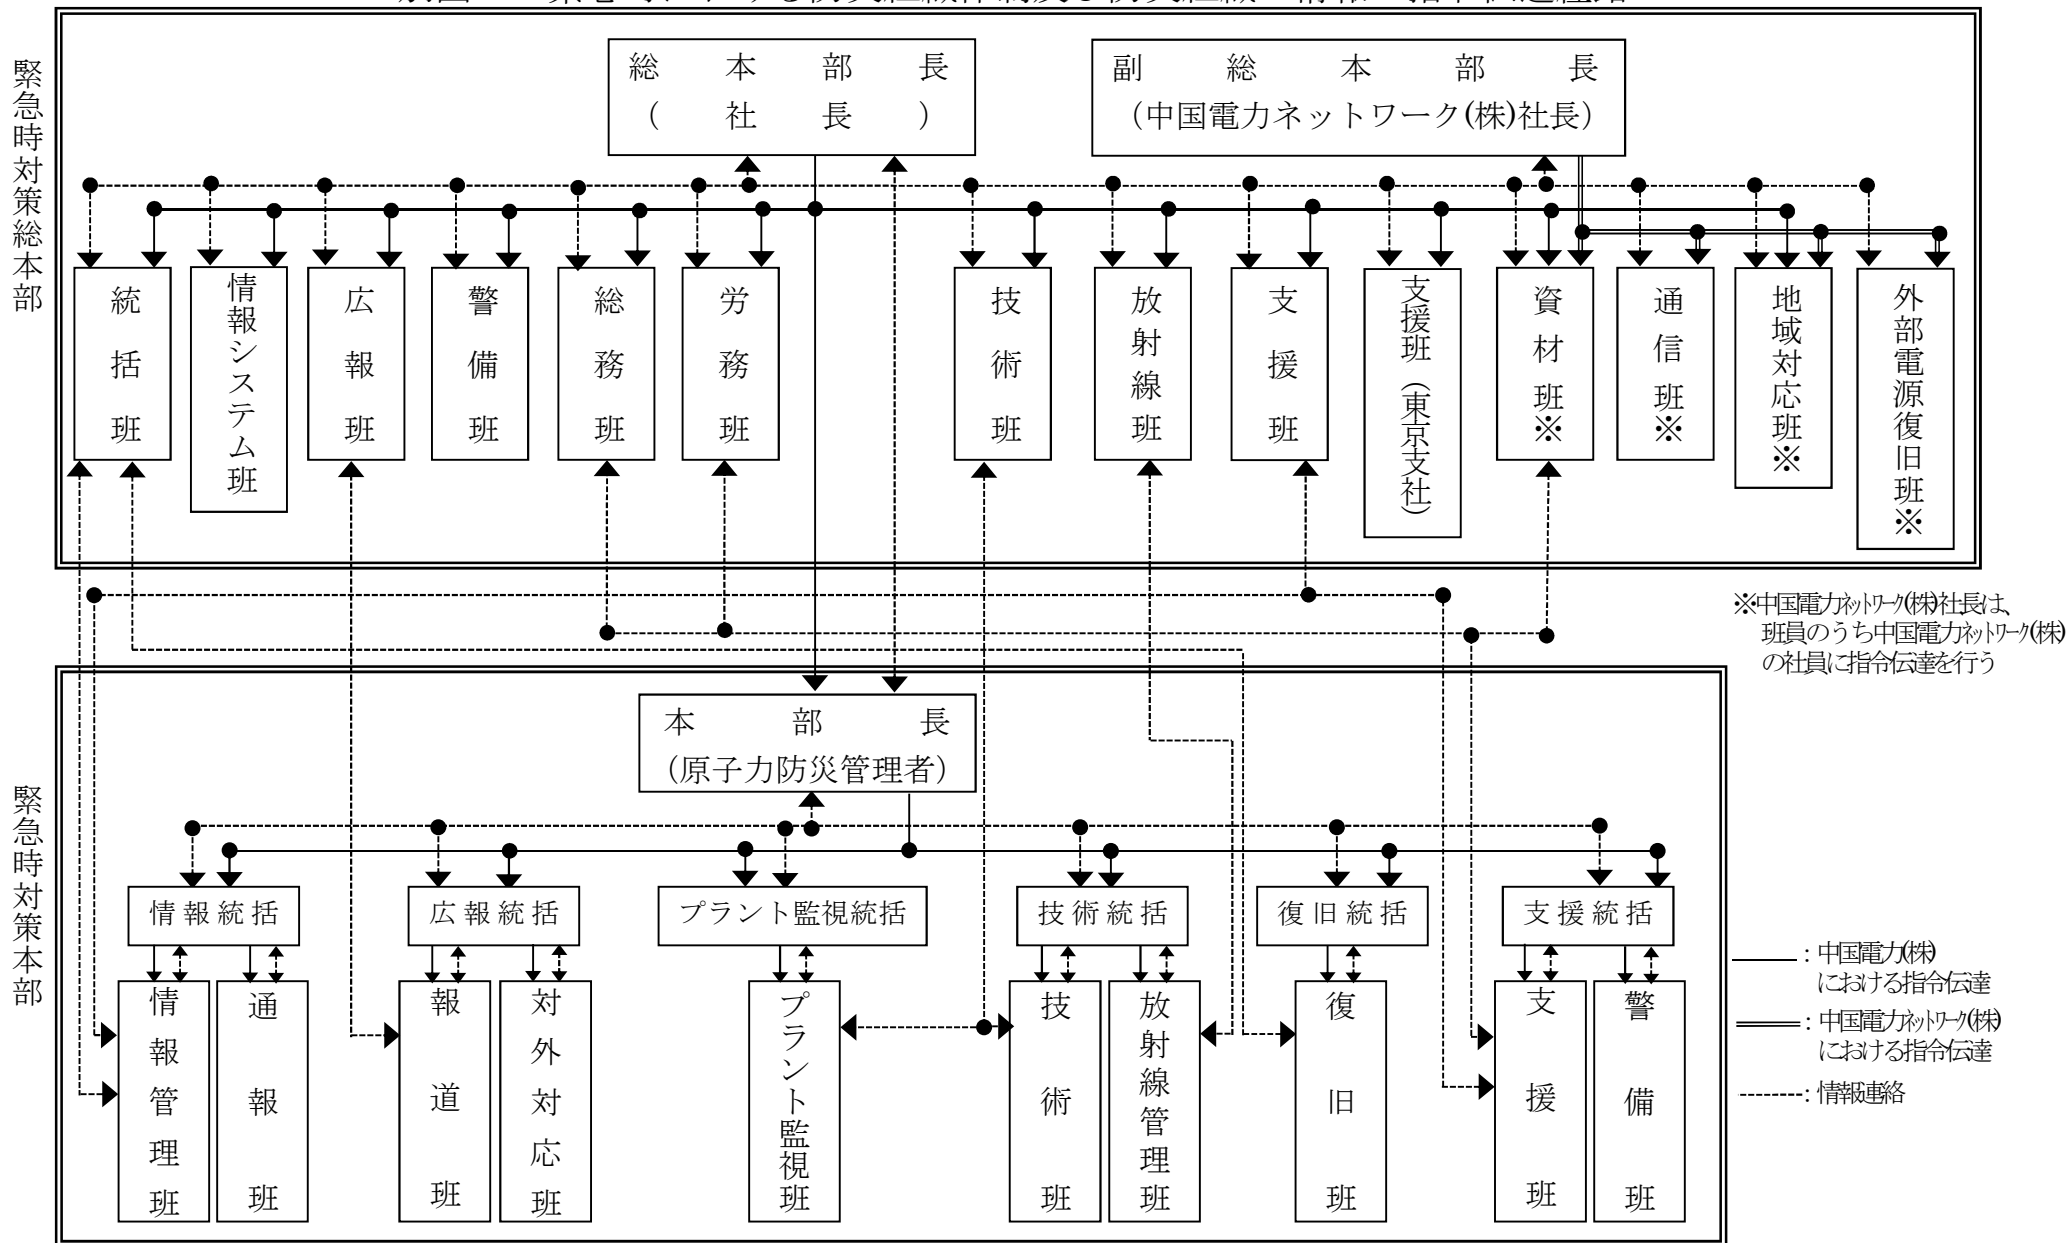 緊急時対策総本部
総本部長
(社長)
副総本部長
(中国電力ネットワーク(株)社長)
統括班
情報システム班
広報班
警備班
総務班
労務班
技術班
放射線班
支援班
支援班(東京支社)
資材班※
通信班※
地域対応班※
外部電源復旧班※
※中国電力ネットワーク(株)社長は、
班員のうち中国電力ネットワーク(株)
の社員に指令伝達を行う
緊急時対策本部
本部長
(原子力防災管理者)
情報統括
広報統括
プラント監視統括
技術統括
復旧統括
支援統括
情報管理班
通報班
報道班
対外対応班
プラント監視班
技術班
放射線管理班
復旧班
支援班
警備班
:中国電力(株)
における指令伝達
:中国電力ネットワーク(株)
における指令伝達
:情報連絡